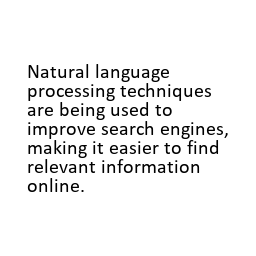 Natural language
processing techniques
are being used to
improve search engines,
making it easier to find
relevant information
online.